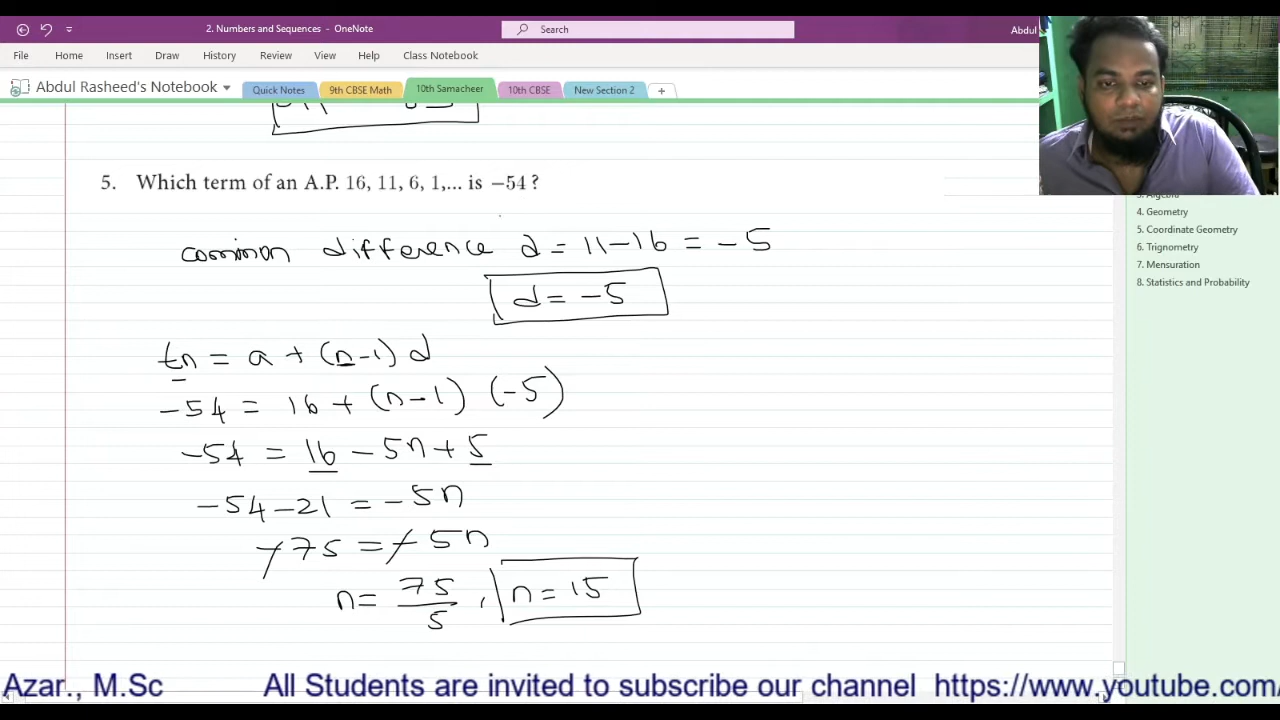 2. Numbers and Sequences - OneNote
Search
Abdul
File Home Insert Draw History Review View Help Class Notebook
Abdul Rasheed's Notebook
Quick Notes 9th CBSE Math 10th Samacheer 10th CBSE New Section 2 +
5. Which term of an A.P. 16, 11, 6, 1,... is −54 ?
common difference d = 11-16 = -5
d = -5
tn = a + (n-1) d
-54 = 16 + (n-1) (-5)
-54 = 16 - 5n + 5
-54-21 = -5n
-75 = -5n
n = 75/5, n = 15
3. Algebra
4. Geometry
5. Coordinate Geometry
6. Trignometry
7. Mensuration
8. Statistics and Probability
Azar., M.Sc All Students are invited to subscribe our channel https://www.youtube.com/